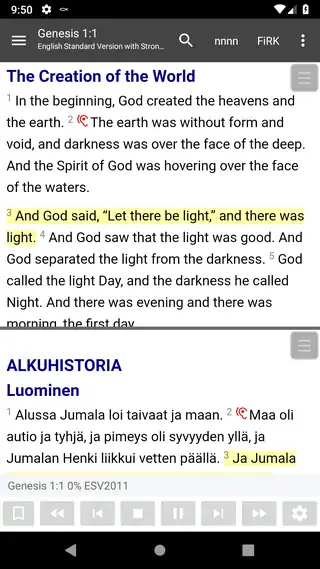 9:50
Genesis 1:1
English Standard Version with Stron...
nnnn
FiRK
The Creation of the World
1 In the beginning, God created the heavens and
the earth. 2 The earth was without form and
void, and darkness was over the face of the deep.
And the Spirit of God was hovering over the face
of the waters.
3 And God said, “Let there be light,” and there was
light. 4 And God saw that the light was good. And
God separated the light from the darkness. 5 God
called the light Day, and the darkness he called
Night. And there was evening and there was
morning, the first day
ALKUHISTORIA
Luominen
1 Alussa Jumala loi taivaat ja maan. 2 Maa oli
autio ja tyhjä, ja pimeys oli syvyyden yllä, ja
Jumalan Henki liikkui vetten päällä. 3 Ja Jumala
Genesis 1:1 0% ESV2011